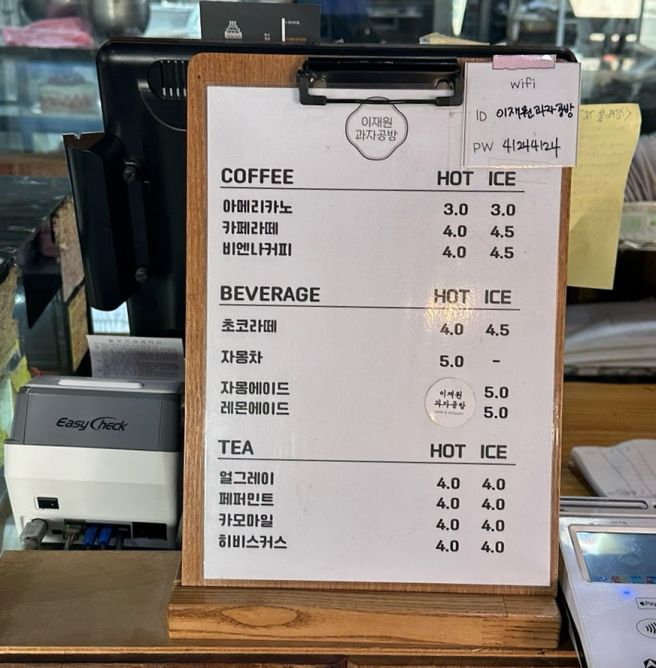 이재원
과자공방
wifi
ID 이재원과자공방
PW 41244124
COFFEE HOT ICE
아메리카노 3.0 3.0
카페라떼 4.0 4.5
비엔나커피 4.0 4.5
BEVERAGE HOT ICE
초코라떼 4.0 4.5
자몽차 5.0 -
자몽에이드 5.0
레몬에이드 5.0
이재원
과자공방
TEA HOT ICE
얼그레이 4.0 4.0
페퍼민트 4.0 4.0
카모마일 4.0 4.0
히비스커스 4.0 4.0
EasyCheck
Pay